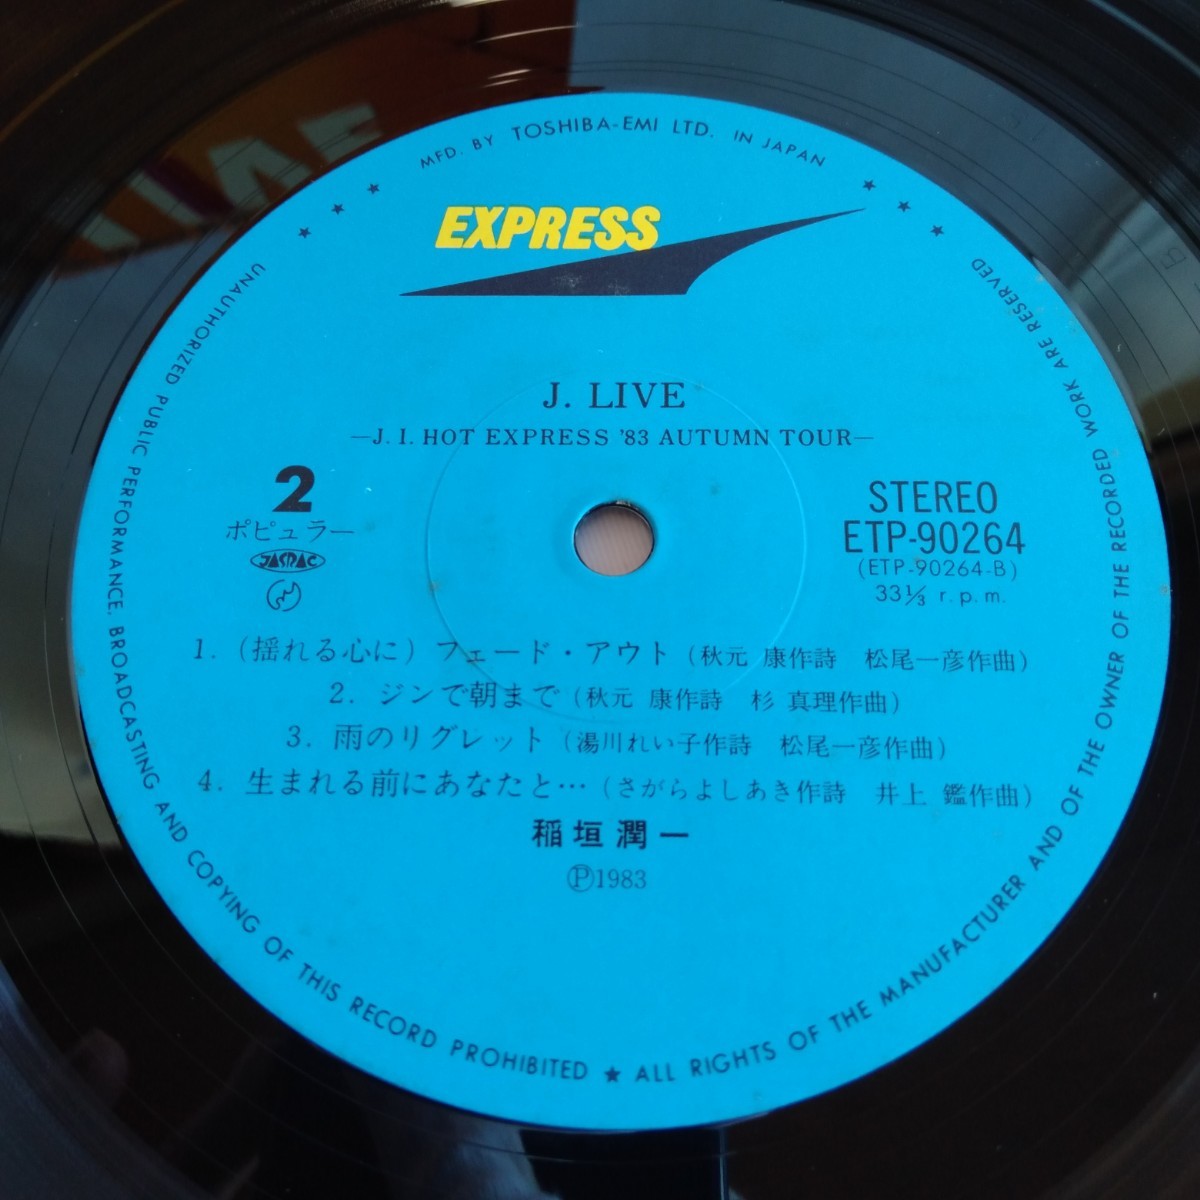 MFD. BY TOSHIBA-EMI LTD. IN JAPAN
EXPRESS
J. LIVE
—J. I. HOT EXPRESS '83 AUTUMN TOUR—
2
ポピュラー
JASRAC
STEREO
ETP-90264
(ETP-90264-B)
33⅓ r.p.m.
1. (揺れる心に) フェード・アウト (秋元 康作詩 松尾一彦作曲)
2. ジンで朝まで (秋元 康作詩 杉 真理作曲)
3. 雨のリグレット (湯川れい子作詩 松尾一彦作曲)
4. 生まれる前にあなたと… (さがらよしあき作詩 井上 鑑作曲)
稲垣潤一
Ⓟ1983
UNAUTHORIZED PUBLIC PERFORMANCE, BROADCASTING AND COPYING OF THIS RECORD PROHIBITED ★ ALL RIGHTS OF THE MANUFACTURER AND OF THE OWNER OF THE RECORDED WORK ARE RESERVED